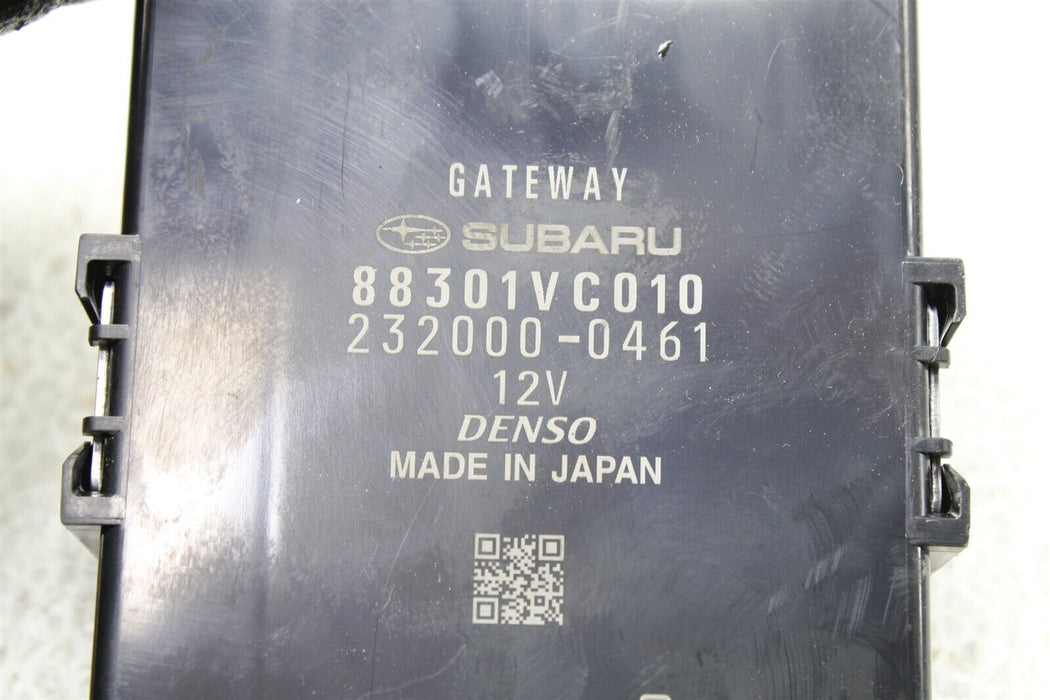 GATEWAY
SUBARU
88301VC010
232000-0461
12V
DENSO
MADE IN JAPAN